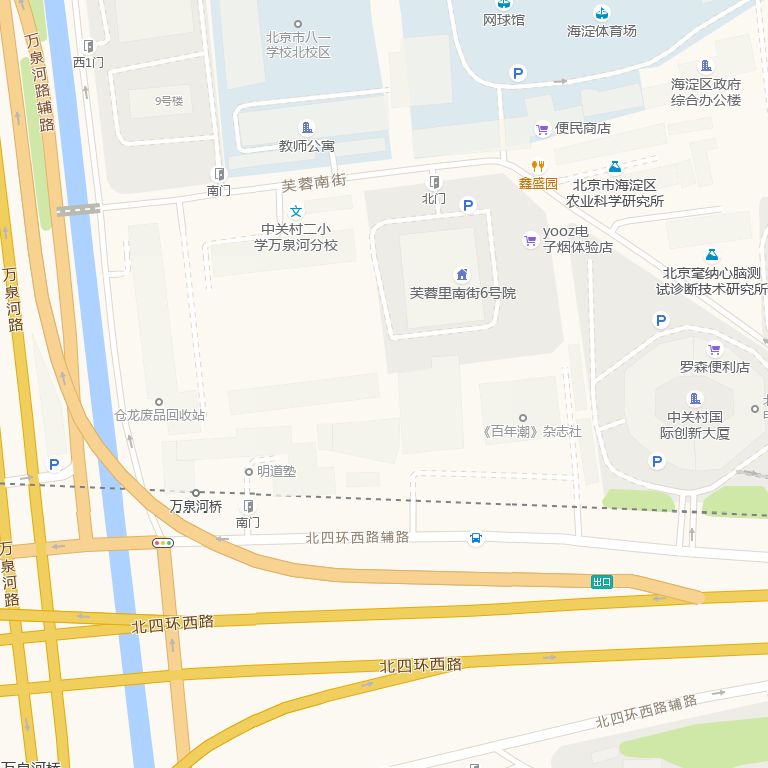 网球馆
海淀体育场
万泉河路辅路
北京市八一
学校北校区
P
西1门
海淀区政府
综合办公楼
9号楼
便民商店
教师公寓
芙蓉南街
南门
北门
鑫盛园
北京市海淀区
农业科学研究所
P
中关村二小
学万泉河分校
yooz电
子烟体验店
万泉河路
芙蓉里南街6号院
北京毫纳心脑测
试诊断技术研究所
P
罗森便利店
仓龙废品回收站
中关村国
际创新大厦
《百年潮》杂志社
P
明道塾
P
万泉河桥
南门
北四环西路辅路
万泉河路
出口
北四环西路
北四环西路
北四环西路辅路
万泉河桥